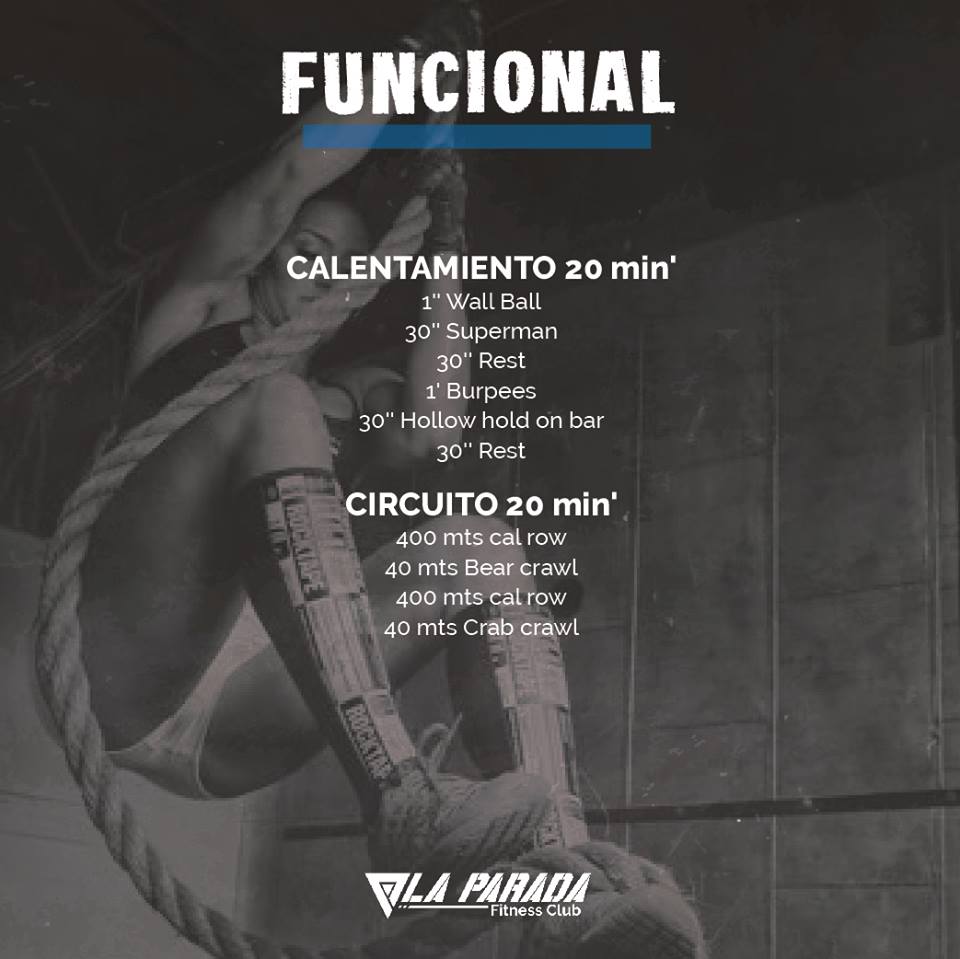 FUNCIONAL
CALENTAMIENTO 20 min'
1'' Wall Ball
30'' Superman
30'' Rest
1' Burpees
30'' Hollow hold on bar
30'' Rest
CIRCUITO 20 min'
400 mts cal row
40 mts Bear crawl
400 mts cal row
40 mts Crab crawl
ROCKTAPE
ROCKTAP
LA PARADA
Fitness Club